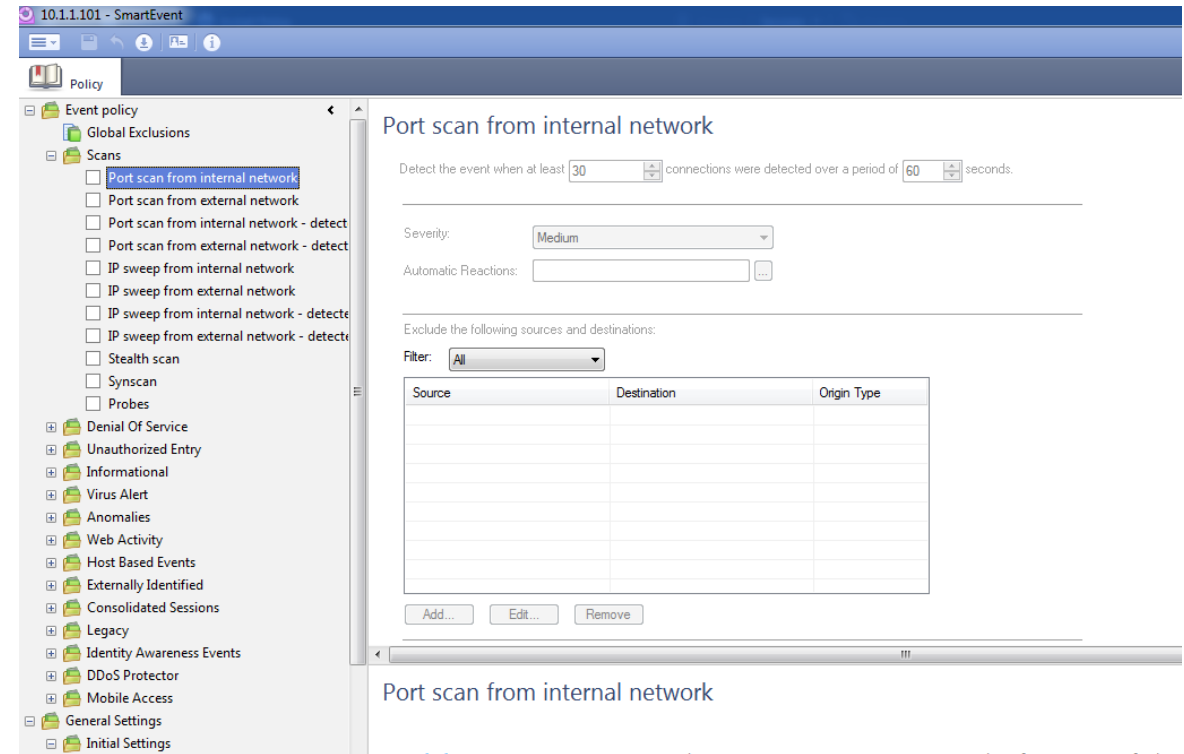 10.1.1.101 - SmartEvent
Policy
Event policy
Global Exclusions
Scans
Port scan from internal network
Port scan from external network
Port scan from internal network - detect
Port scan from external network - detect
IP sweep from internal network
IP sweep from external network
IP sweep from internal network - detecte
IP sweep from external network - detecte
Stealth scan
Synscan
Probes
Denial Of Service
Unauthorized Entry
Informational
Virus Alert
Anomalies
Web Activity
Host Based Events
Externally Identified
Consolidated Sessions
Legacy
Identity Awareness Events
DDoS Protector
Mobile Access
General Settings
Initial Settings
Port scan from internal network
Detect the event when at least 30 connections were detected over a period of 60 seconds.
Severity: Medium
Automatic Reactions: ...
Exclude the following sources and destinations:
Filter: All
Source Destination Origin Type
Add... Edit... Remove
Port scan from internal network